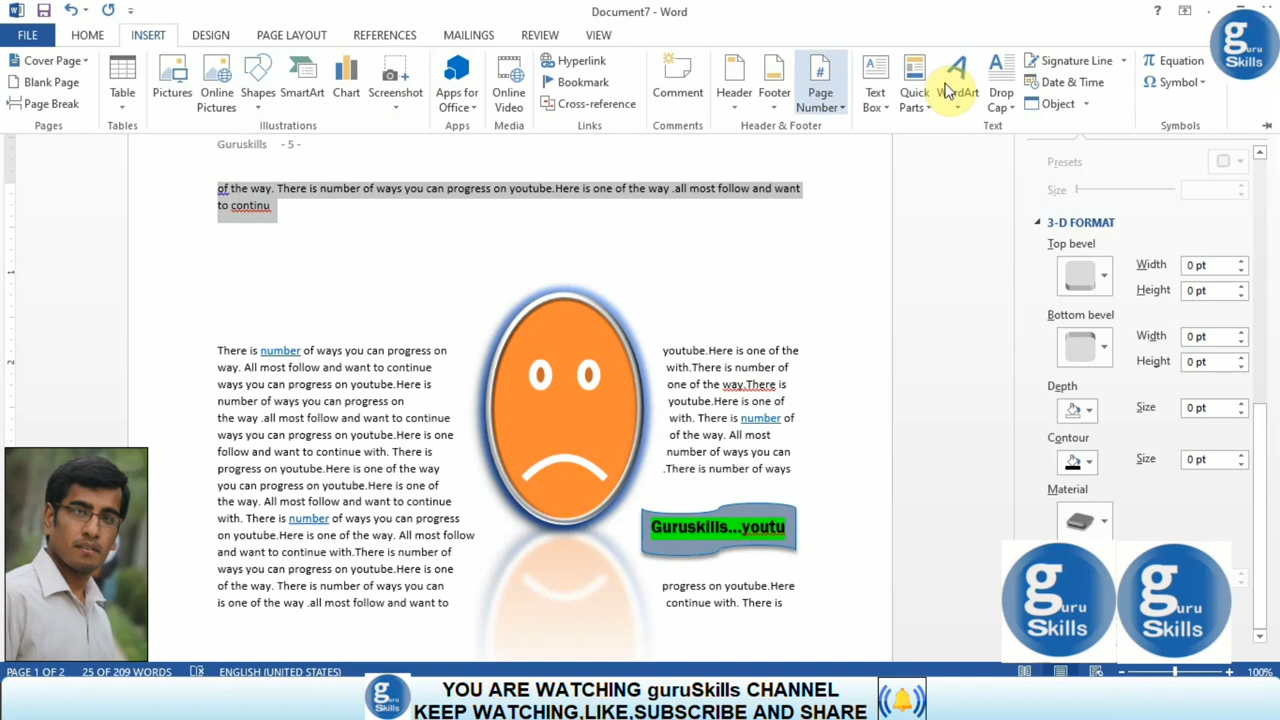 Document7 - Word
?
FILE HOME INSERT DESIGN PAGE LAYOUT REFERENCES MAILINGS REVIEW VIEW
Cover Page
Blank Page
Page Break
Table
Pictures
Online Pictures
Shapes
SmartArt
Chart
Screenshot
Apps for Office
Online Video
Hyperlink
Bookmark
Cross-reference
Comment
Header
Footer
# Page Number
Text Box
Quick Parts
A WordArt
Drop Cap
Signature Line
Date & Time
Object
Equation
Symbol
Pages Tables Illustrations Apps Media Links Comments Header & Footer Text Symbols
g uru Skills
Guruskills - 5 -
of the way. There is number of ways you can progress on youtube.Here is one of the way .all most follow and want
to continu
There is number of ways you can progress on
way. All most follow and want to continue
ways you can progress on youtube.Here is
number of ways you can progress on
the way .all most follow and want to continue
ways you can progress on youtube.Here is one
follow and want to continue with. There is
progress on youtube.Here is one of the way
you can progress on youtube.Here is one of
the way. All most follow and want to continue
with. There is number of ways you can progress
on youtube.Here is one of the way. All most follow
and want to continue with.There is number of
ways you can progress on youtube.Here is one
of the way. There is number of ways you can
is one of the way .all most follow and want to
youtube.Here is one of the
with.There is number of
one of the way.There is
youtube.Here is one of
with. There is number of
of the way. All most
number of ways you can
.There is number of ways
Guruskills...youtu
progress on youtube.Here
continue with. There is
Presets
Size
3-D FORMAT
Top bevel
Width 0 pt
Height 0 pt
Bottom bevel
Width 0 pt
Height 0 pt
Depth
Size 0 pt
Contour
Size 0 pt
Material
g uru Skills
g uru Skills
1
2
PAGE 1 OF 2 25 OF 209 WORDS ENGLISH (UNITED STATES) 100%
g uru Skills
YOU ARE WATCHING guruSkills CHANNEL
KEEP WATCHING,LIKE,SUBSCRIBE AND SHARE